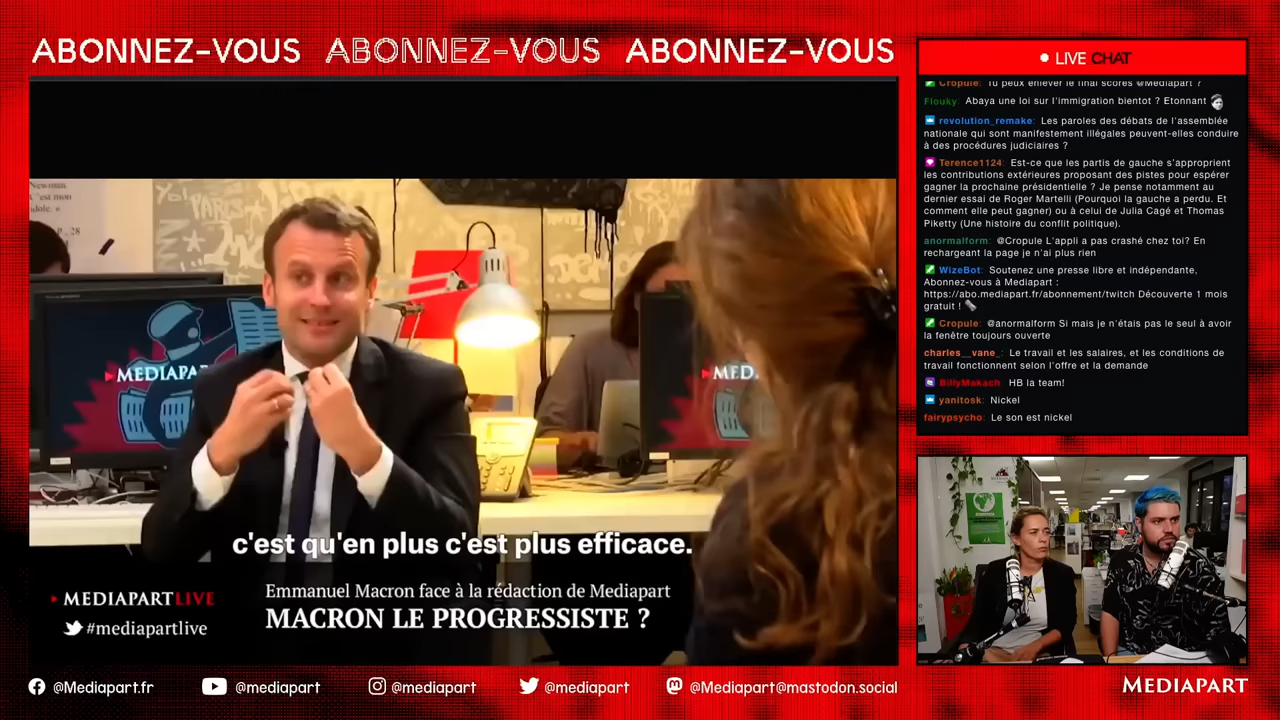 ABONNEZ-VOUS ABONNEZ-VOUS ABONNEZ-VOUS
LIVE CHAT
Cropule: Tu peux enlever le final scores @Mediapart ?
Flouky: Abaya une loi sur l'immigration bientot ? Etonnant
revolution_remake: Les paroles des débats de l'assemblée
nationale qui sont manifestement illégales peuvent-elles conduire
à des procédures judiciaires ?
Terence1124: Est-ce que les partis de gauche s'approprient
les contributions extérieures proposant des pistes pour espérer
gagner la prochaine présidentielle ? Je pense notamment au
dernier essai de Roger Martelli (Pourquoi la gauche a perdu. Et
comment elle peut gagner) ou à celui de Julia Cagé et Thomas
Piketty (Une histoire du conflit politique).
anormalform: @Cropule L'appli a pas crashé chez toi? En
rechargeant la page je n'ai plus rien
WizeBot: Soutenez une presse libre et indépendante,
Abonnez-vous à Mediapart :
https://abo.mediapart.fr/abonnement/twitch Découverte 1 mois
gratuit !
Cropule: @anormalform Si mais je n'étais pas le seul à avoir
la fenêtre toujours ouverte
charles__vane_: Le travail et les salaires, et les conditions de
travail fonctionnent selon l'offre et la demande
BillyMakach: HB la team!
yanitosk: Nickel
fairypsycho: Le son est nickel
Newsman
C'est mon
idole. »
P. 28
PARIS
MEDIAPAR
MED
c'est qu'en plus c'est plus efficace.
MEDIAPARTLIVE
#mediapartlive
Emmanuel Macron face à la rédaction de Mediapart
MACRON LE PROGRESSISTE ?
@Mediapart.fr @mediapart @mediapart @mediapart @Mediapart@mastodon.social
MEDIAPART